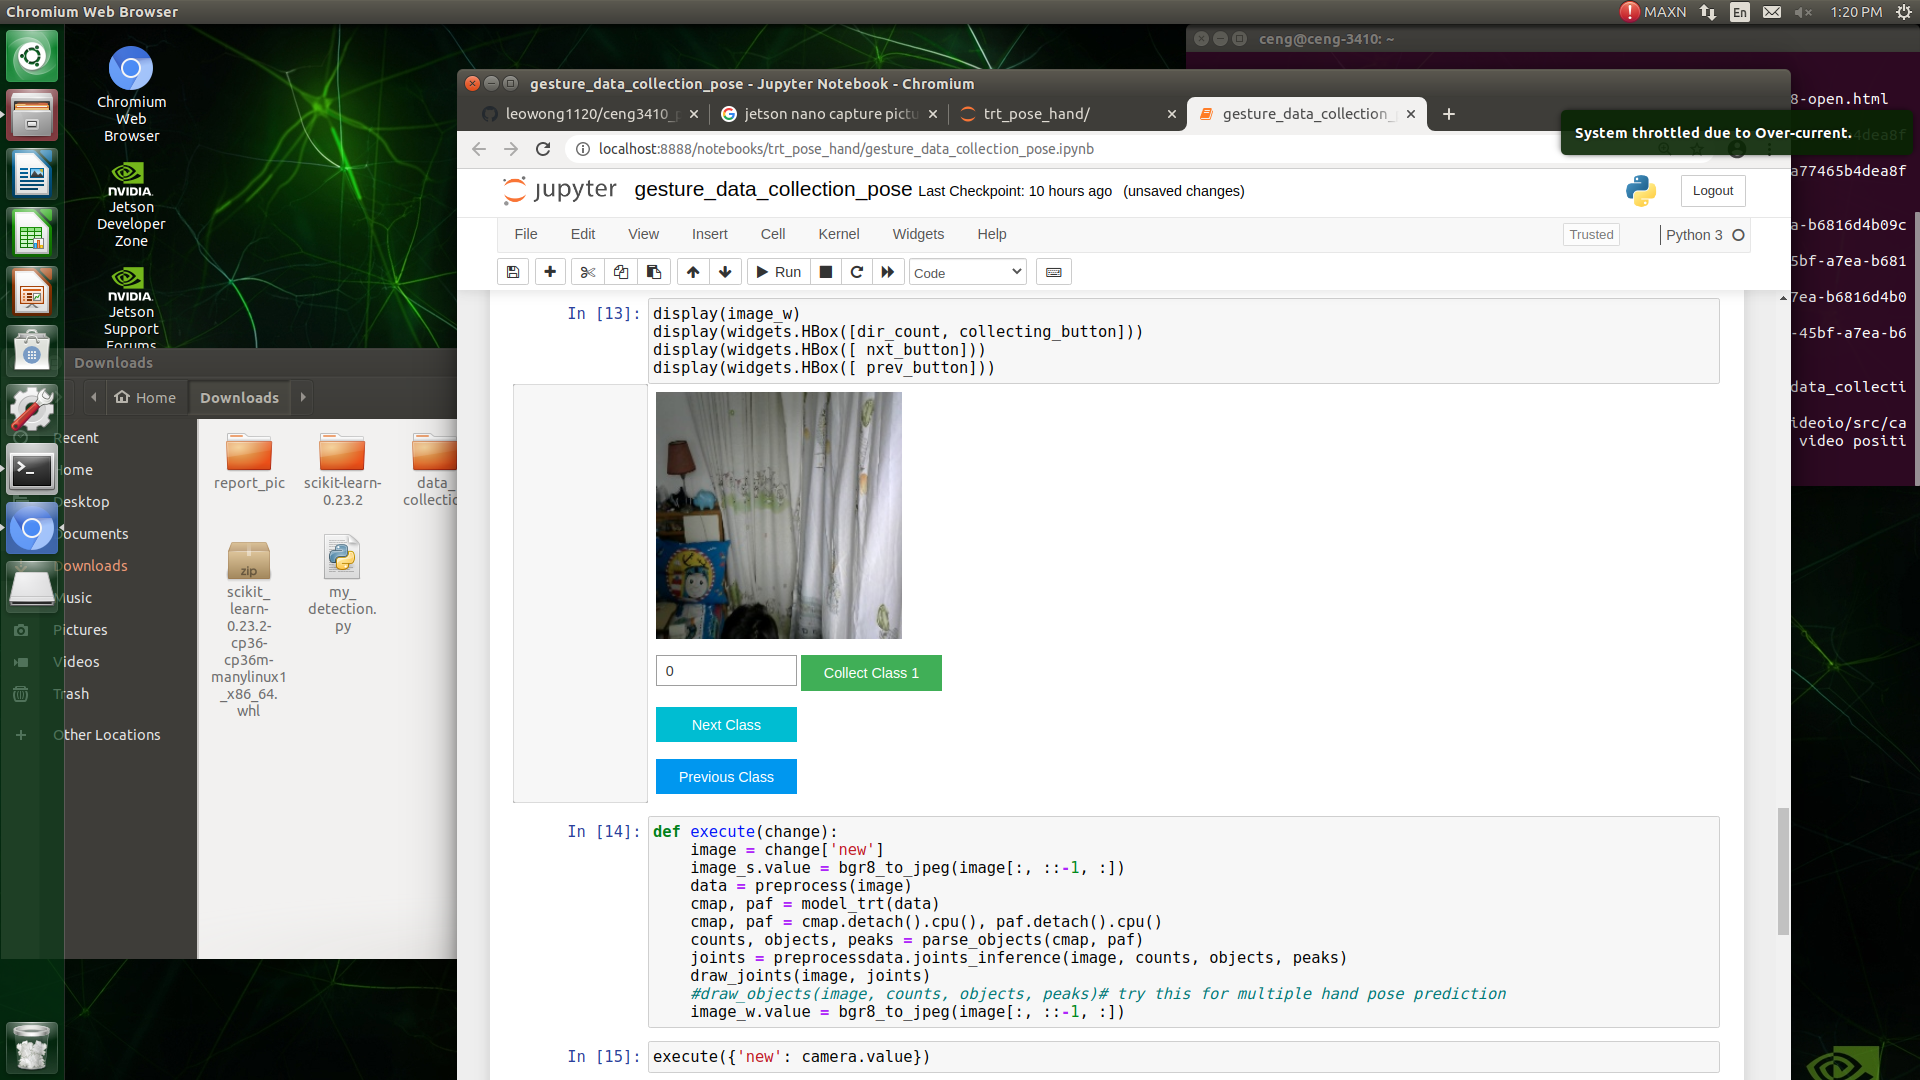 Chromium Web Browser
MAXN
En
1:20 PM
Chromium
Web
Browser
NVIDIA.
Jetson
Developer
Zone
NVIDIA.
Jetson
Support
Forums
ceng@ceng-3410: ~
8-open.html
System throttled due to Over-current.
a77465b4dea8f
a-b6816d4b09c
5bf-a7ea-b681
7ea-b6816d4b0
-45bf-a7ea-b6
data_collecti
ideoio/src/ca
video positi
Downloads
Home
Downloads
Recent
Home
Desktop
Documents
Downloads
Music
Pictures
Videos
Trash
Other Locations
report_pic
scikit-learn-
0.23.2
data_
collectio
zip
scikit_
learn-
0.23.2-
cp36-
cp36m-
manylinux1
_x86_64.
whl
my_
detection.
py
gesture_data_collection_pose - Jupyter Notebook - Chromium
leowong1120/ceng3410_p
jetson nano capture pictu
trt_pose_hand/
gesture_data_collection_
localhost:8888/notebooks/trt_pose_hand/gesture_data_collection_pose.ipynb
jupyter gesture_data_collection_pose Last Checkpoint: 10 hours ago (unsaved changes)
Logout
File Edit View Insert Cell Kernel Widgets Help
Trusted
Python 3
Run
Code
In [13]:
display(image_w)
display(widgets.HBox([dir_count, collecting_button]))
display(widgets.HBox([ nxt_button]))
display(widgets.HBox([ prev_button]))
0
Collect Class 1
Next Class
Previous Class
In [14]:
def execute(change):
    image = change['new']
    image_s.value = bgr8_to_jpeg(image[:, ::-1, :])
    data = preprocess(image)
    cmap, paf = model_trt(data)
    cmap, paf = cmap.detach().cpu(), paf.detach().cpu()
    counts, objects, peaks = parse_objects(cmap, paf)
    joints = preprocessdata.joints_inference(image, counts, objects, peaks)
    draw_joints(image, joints)
    #draw_objects(image, counts, objects, peaks)# try this for multiple hand pose prediction
    image_w.value = bgr8_to_jpeg(image[:, ::-1, :])
In [15]:
execute({'new': camera.value})